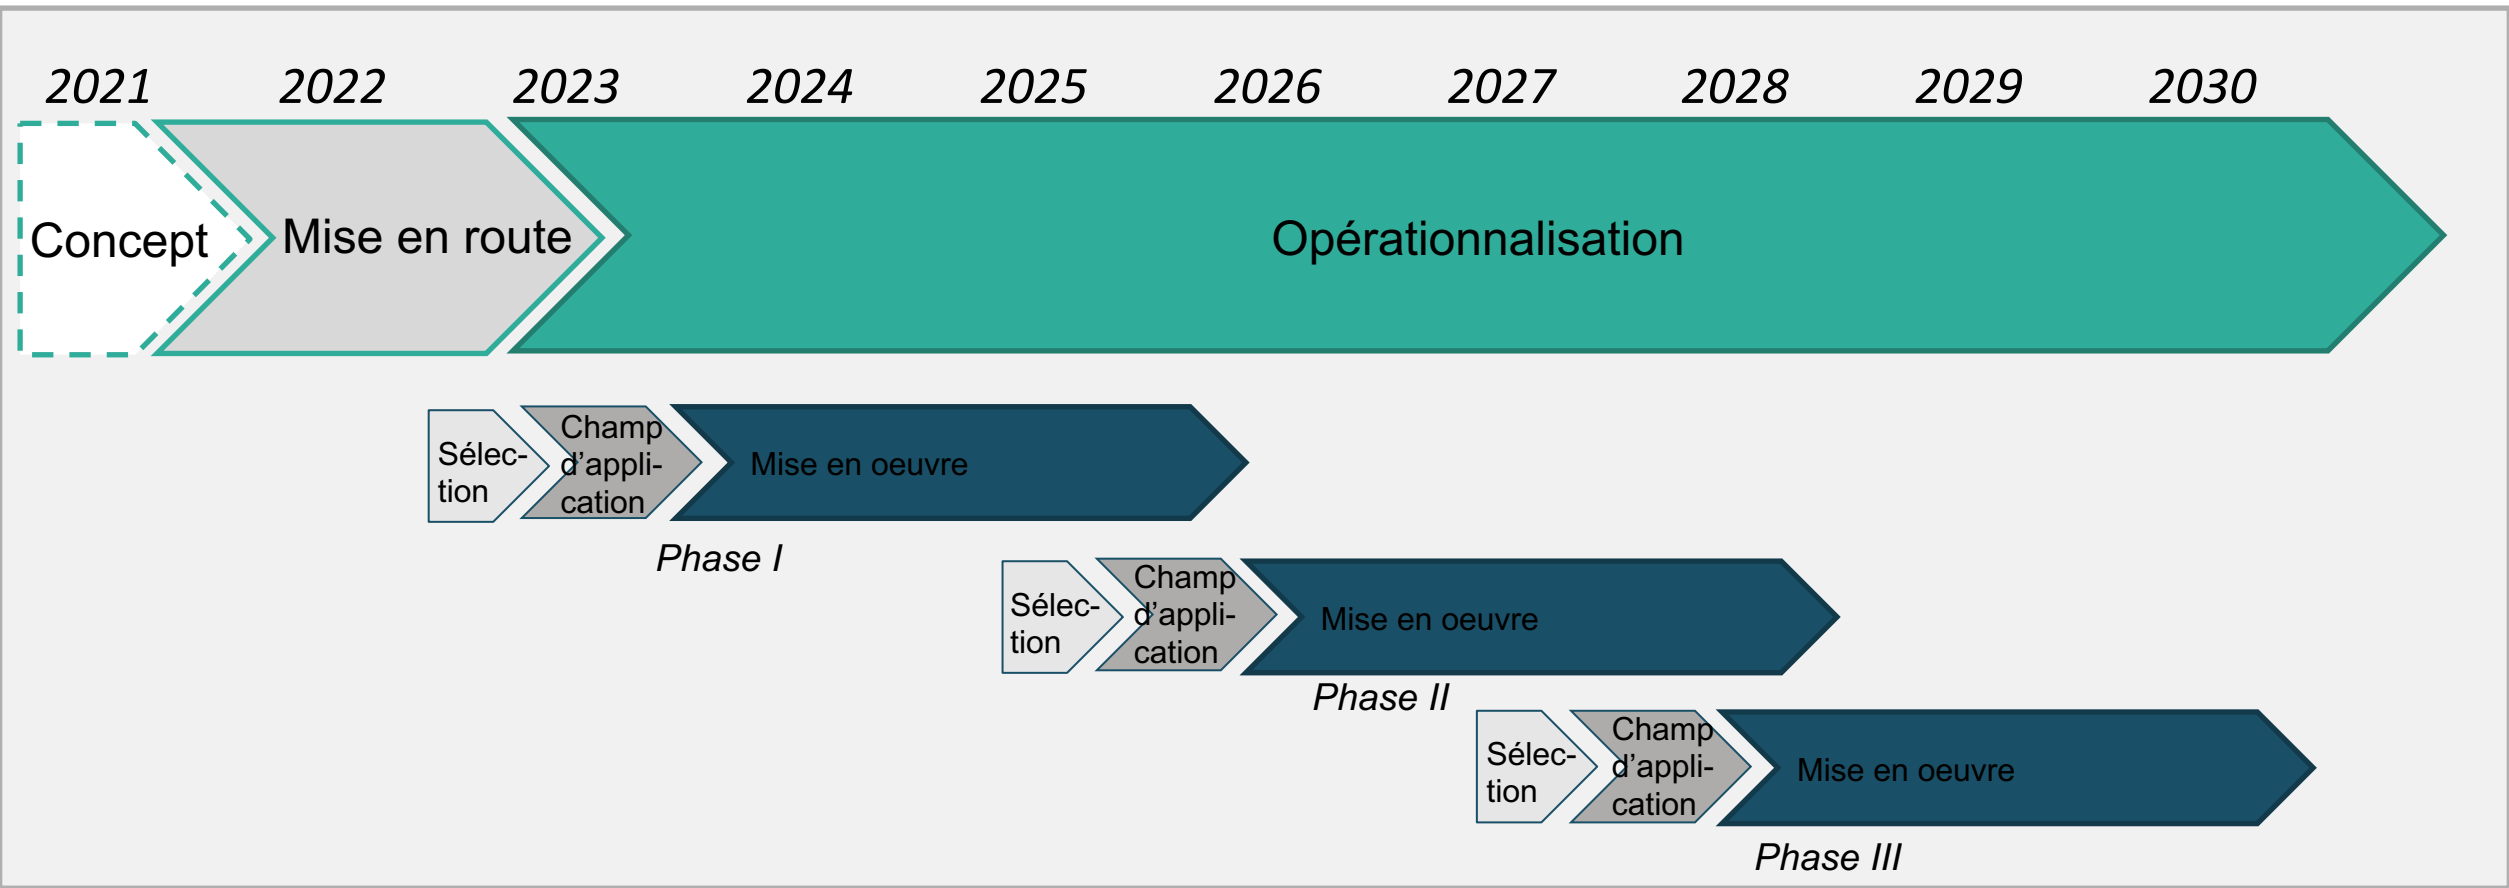 2021 2022 2023 2024 2025 2026 2027 2028 2029 2030
Concept
Mise en route
Opérationnalisation
Sélec-
tion
Champ
d’appli-
cation
Mise en oeuvre
Phase I
Sélec-
tion
Champ
d’appli-
cation
Mise en oeuvre
Phase II
Sélec-
tion
Champ
d’appli-
cation
Mise en oeuvre
Phase III